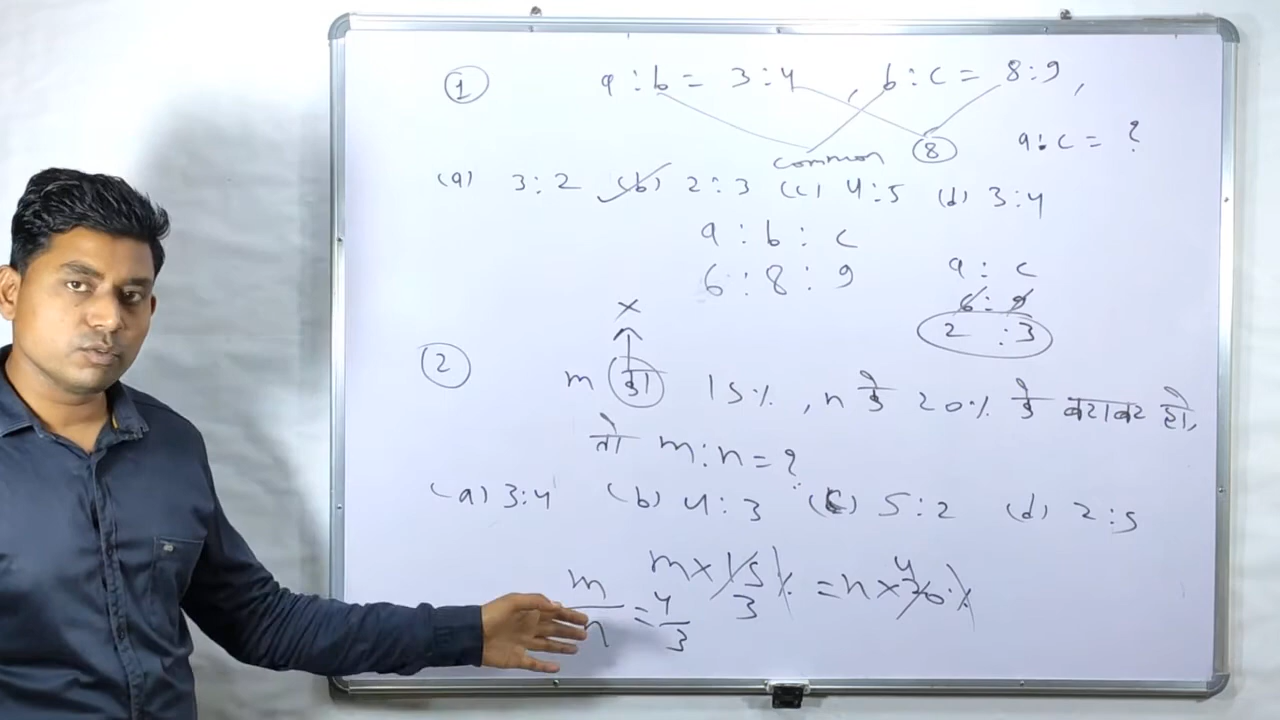 ① a : b = 3 : 4 , b : c = 8 : 9 ,
common ⑧ a : c = ?
(a) 3 : 2 (b) 2 : 3 (c) 4 : 5 (d) 3 : 4
a : b : c
6 : 8 : 9
a : c
6 : 9
2 : 3
x
② m का 15% , n के 20% के बराबर हो,
तो m : n = ?
(a) 3 : 4 (b) 4 : 3 (c) 5 : 2 (d) 2 : 5
m × 15% = n × 20%
3 4
m/n = 4/3